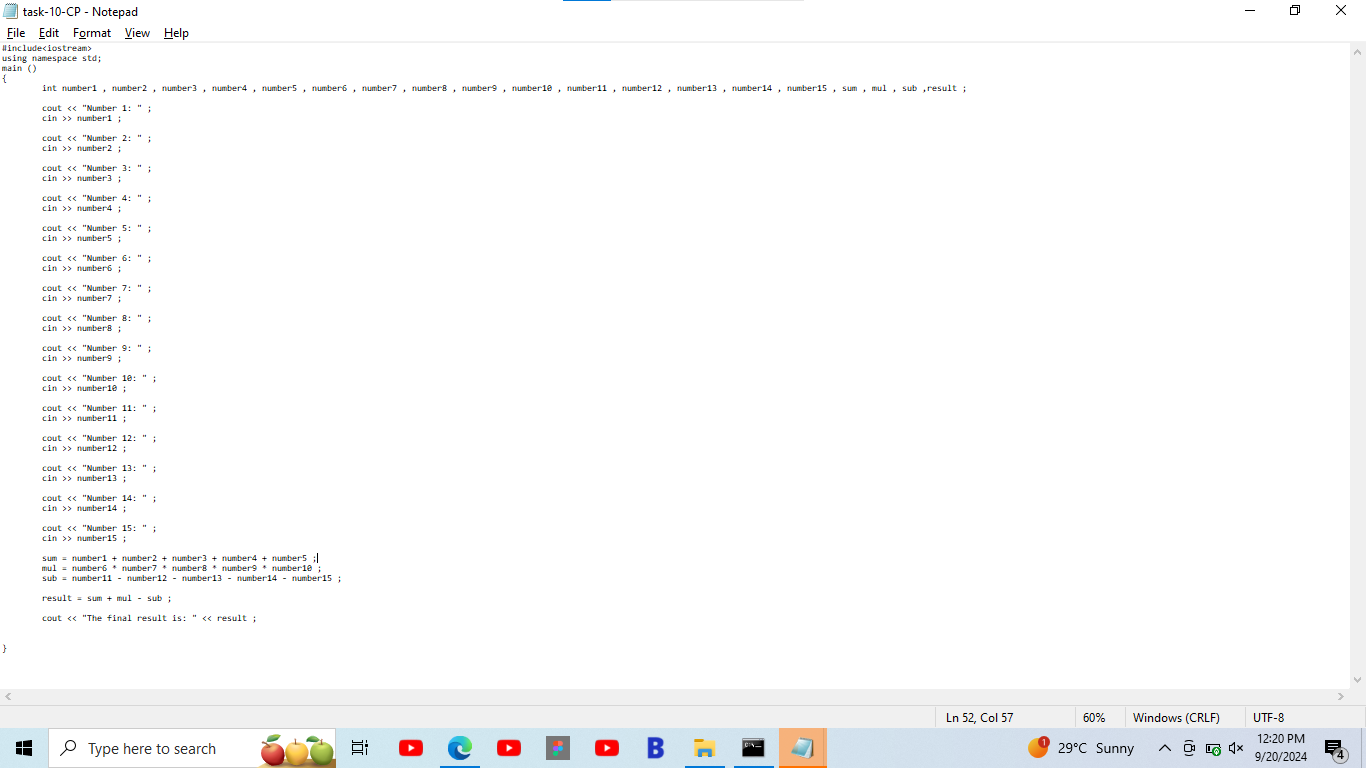 task-10-CP - Notepad
File Edit Format View Help
#include<iostream>
using namespace std;
main ()
{
int number1 , number2 , number3 , number4 , number5 , number6 , number7 , number8 , number9 , number10 , number11 , number12 , number13 , number14 , number15 , sum , mul , sub ,result ;
cout << "Number 1: " ;
cin >> number1 ;
cout << "Number 2: " ;
cin >> number2 ;
cout << "Number 3: " ;
cin >> number3 ;
cout << "Number 4: " ;
cin >> number4 ;
cout << "Number 5: " ;
cin >> number5 ;
cout << "Number 6: " ;
cin >> number6 ;
cout << "Number 7: " ;
cin >> number7 ;
cout << "Number 8: " ;
cin >> number8 ;
cout << "Number 9: " ;
cin >> number9 ;
cout << "Number 10: " ;
cin >> number10 ;
cout << "Number 11: " ;
cin >> number11 ;
cout << "Number 12: " ;
cin >> number12 ;
cout << "Number 13: " ;
cin >> number13 ;
cout << "Number 14: " ;
cin >> number14 ;
cout << "Number 15: " ;
cin >> number15 ;
sum = number1 + number2 + number3 + number4 + number5 ;
mul = number6 * number7 * number8 * number9 * number10 ;
sub = number11 - number12 - number13 - number14 - number15 ;
result = sum + mul - sub ;
cout << "The final result is: " << result ;
}
Ln 52, Col 57 60% Windows (CRLF) UTF-8
Type here to search B 1 29°C Sunny 12:20 PM
9/20/2024 4